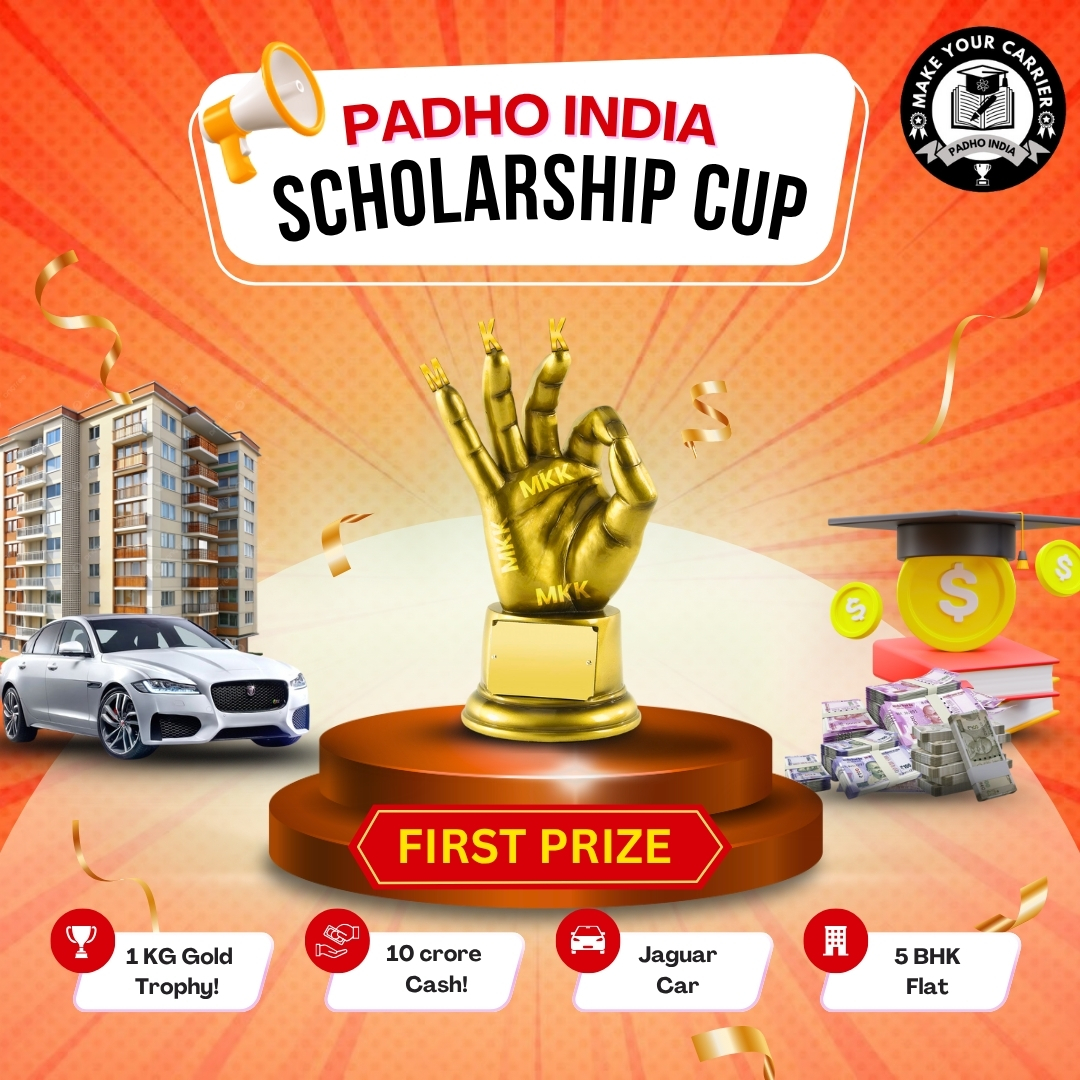 MAKE YOUR CARRIER
PADHO INDIA
PADHO INDIA
SCHOLARSHIP CUP
M
K
K
MKK
MKK
MKK
FIRST PRIZE
1 KG Gold
Trophy!
10 crore
Cash!
Jaguar
Car
5 BHK
Flat